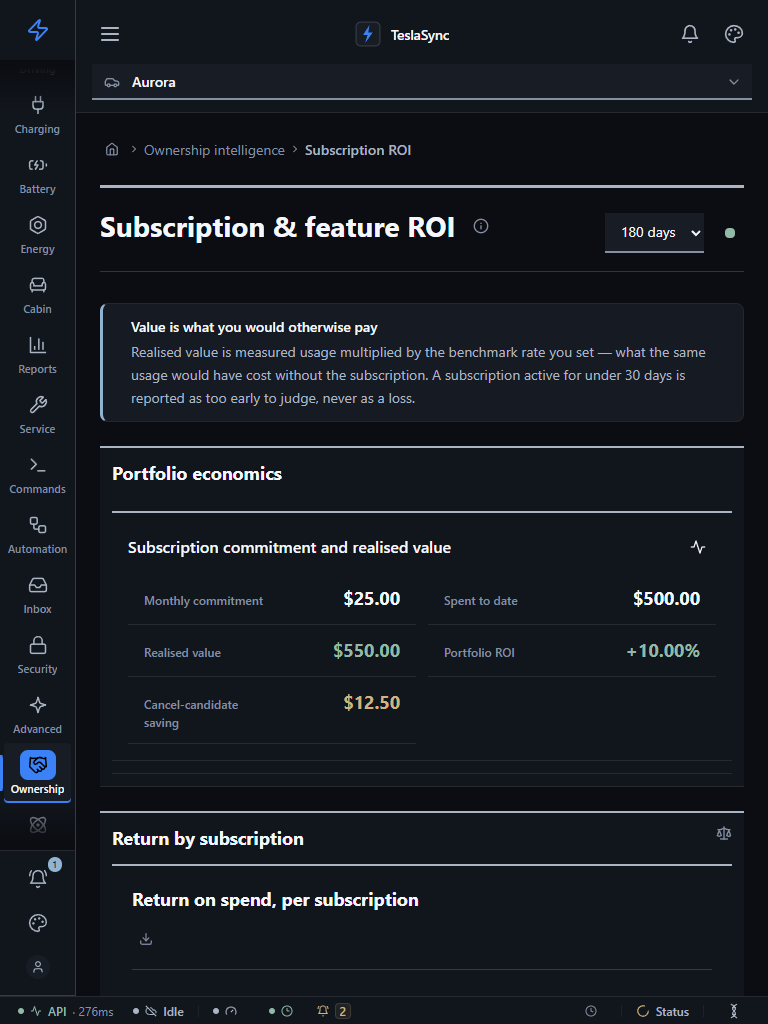 TeslaSync
Aurora
Driving
Charging
Battery
Energy
Cabin
Reports
Service
Commands
Automation
Inbox
Security
Advanced
Ownership
1
Ownership intelligence
Subscription ROI
Subscription & feature ROI
180 days
Value is what you would otherwise pay
Realised value is measured usage multiplied by the benchmark rate you set — what the same
usage would have cost without the subscription. A subscription active for under 30 days is
reported as too early to judge, never as a loss.
Portfolio economics
Subscription commitment and realised value
Monthly commitment $25.00
Spent to date $500.00
Realised value $550.00
Portfolio ROI +10.00%
Cancel-candidate
saving
$12.50
Return by subscription
Return on spend, per subscription
API · 276ms
Idle
2
Status